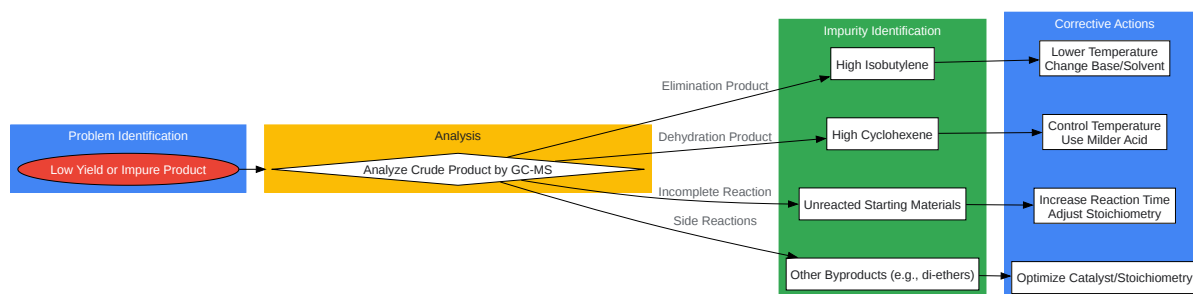 Problem Identification
Low Yield or Impure Product
Analysis
Analyze Crude Product by GC-MS
Elimination Product
Dehydration Product
Incomplete Reaction
Side Reactions
Impurity Identification
High Isobutylene
High Cyclohexene
Unreacted Starting Materials
Other Byproducts (e.g., di-ethers)
Corrective Actions
Lower Temperature
Change Base/Solvent
Control Temperature
Use Milder Acid
Increase Reaction Time
Adjust Stoichiometry
Optimize Catalyst/Stoichiometry